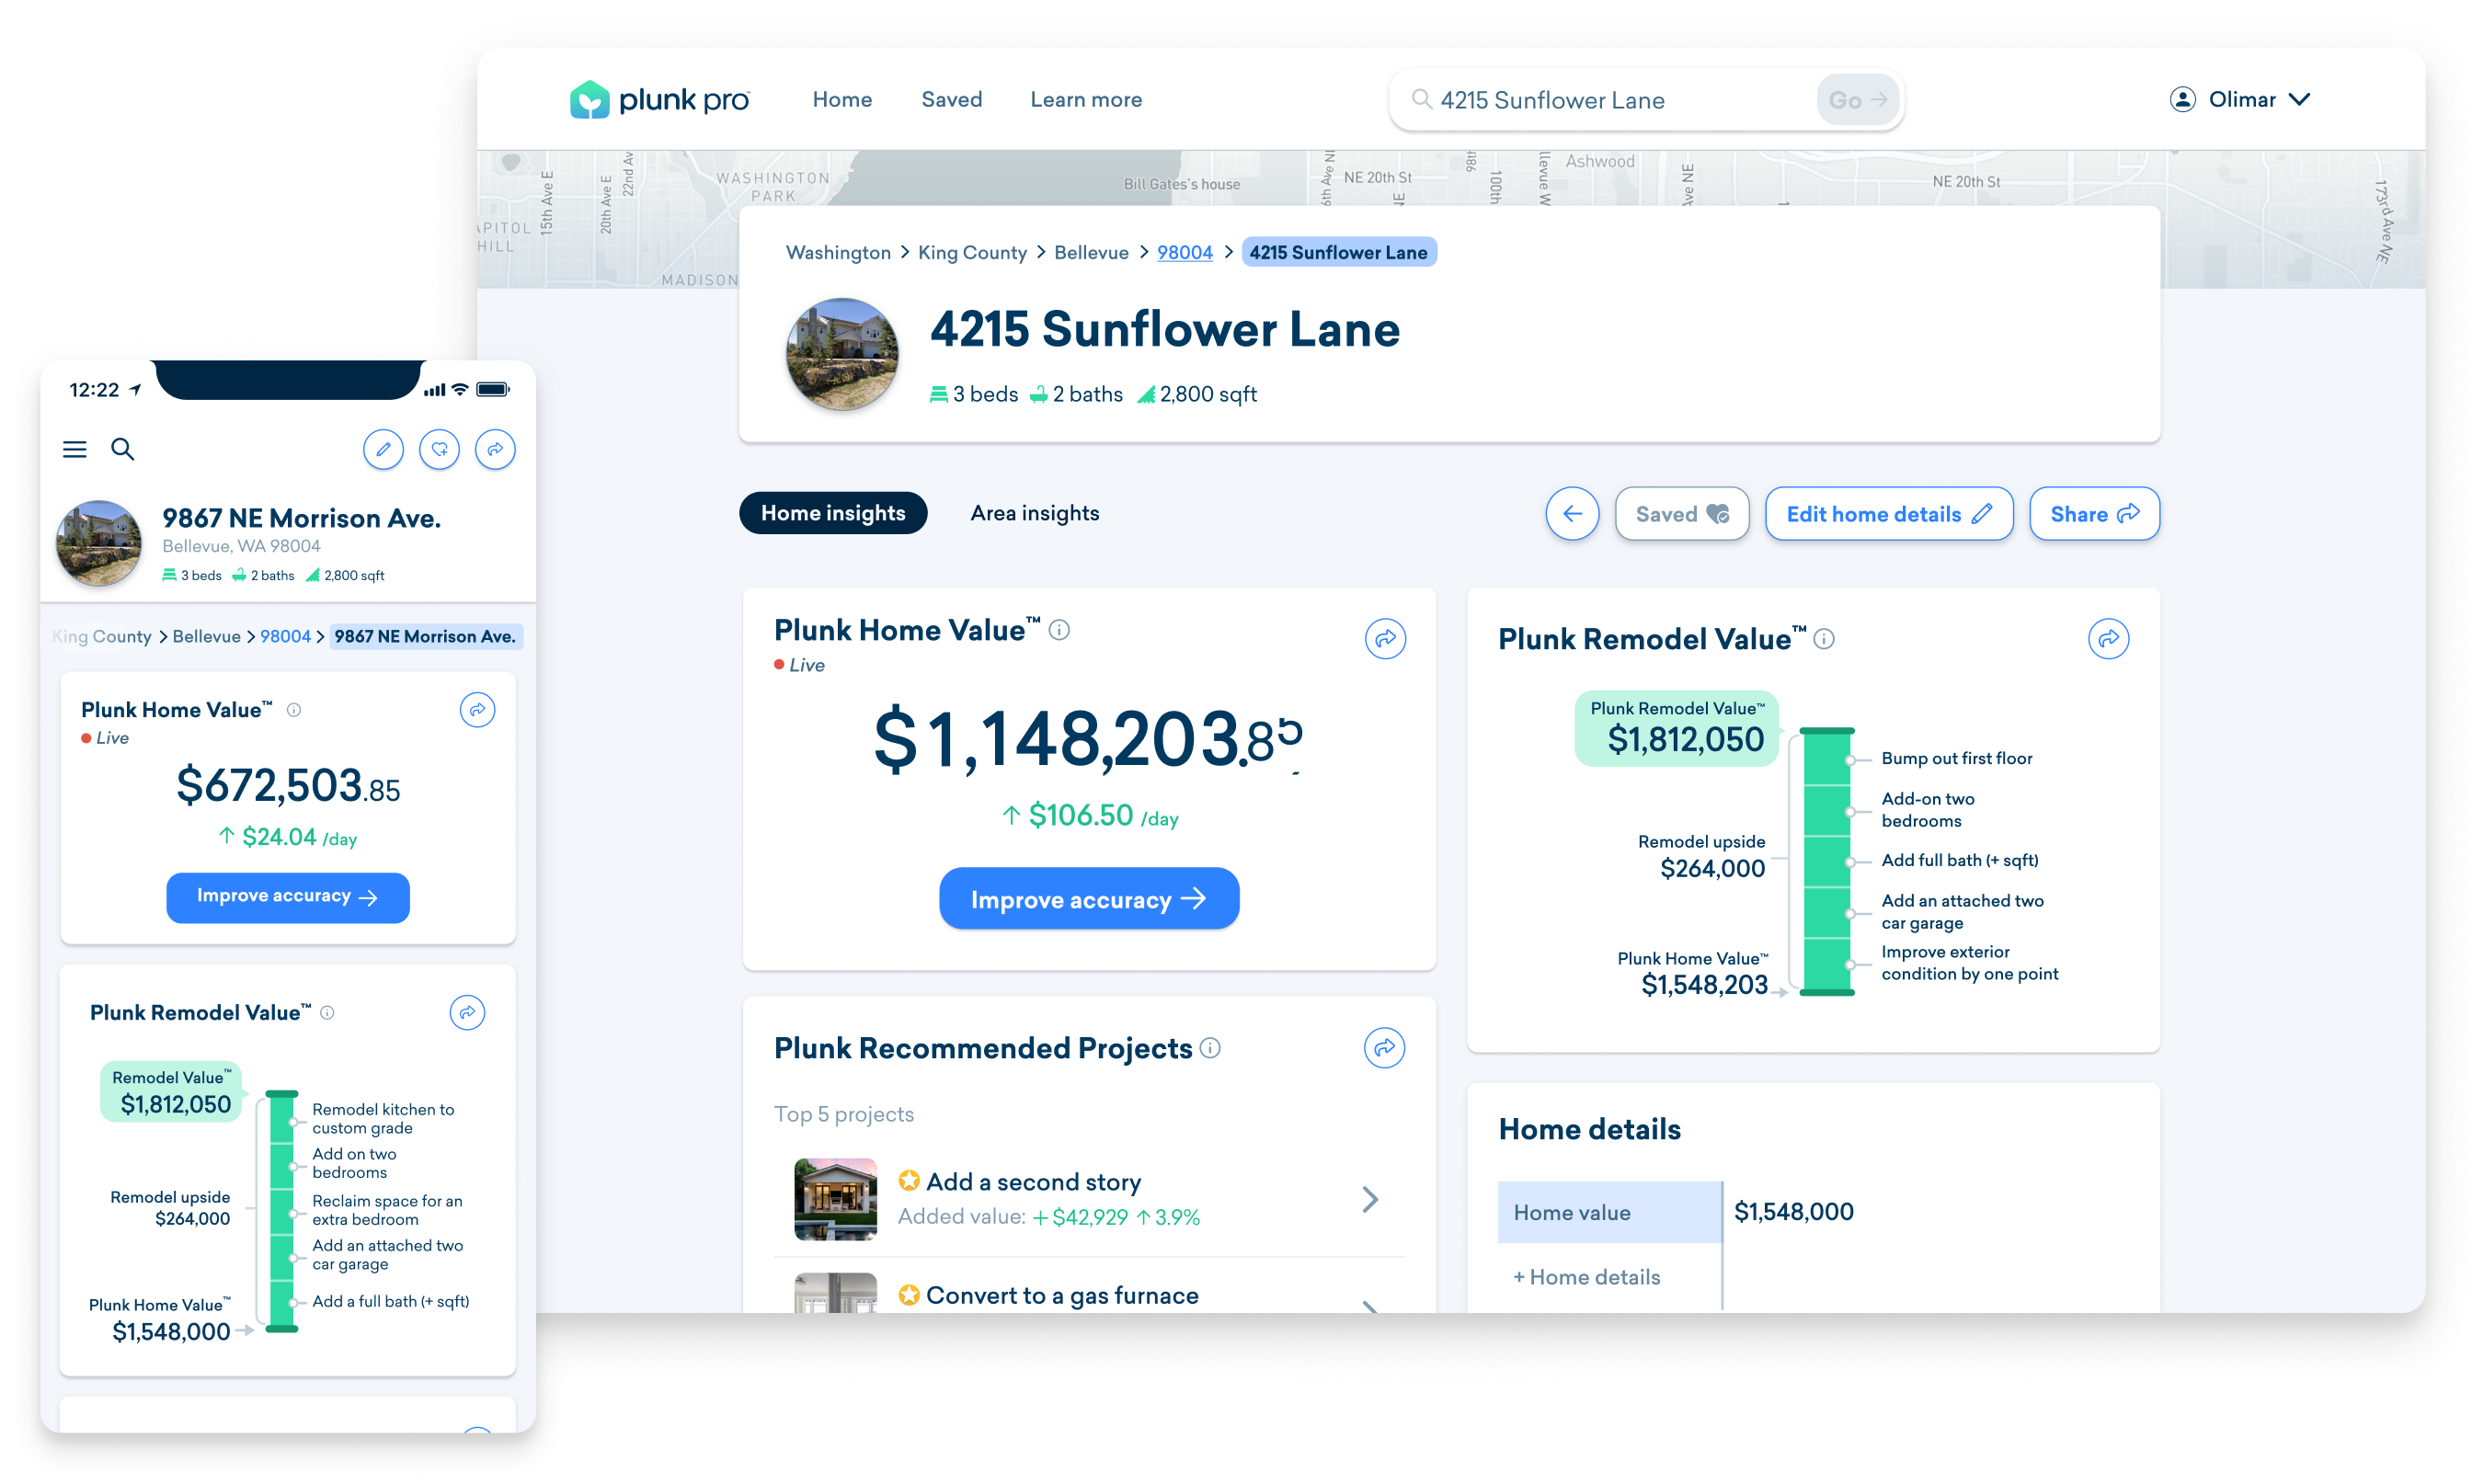 plunk pro™
Home
Saved
Learn more
4215 Sunflower Lane
Go
Olimar
15th Ave E
20th Ave E
22nd Av
WASHINGTON
PARK
APITOL
HILL
MADISON
Bill Gates's house
NE 20th St
98th
100th
Ashwood
NE 20th St
173rd Ave NE
Washington > King County > Bellevue > 98004 > 4215 Sunflower Lane
4215 Sunflower Lane
3 beds 2 baths 2,800 sqft
Home insights
Area insights
Saved
Edit home details
Share
Plunk Home Value™
Live
$1,148,203.85
↑ $106.50 /day
Improve accuracy →
Plunk Recommended Projects
Top 5 projects
Add a second story
Added value: +$42,929 ↑ 3.9%
Convert to a gas furnace
Plunk Remodel Value™
Plunk Remodel Value™
$1,812,050
Remodel upside
$264,000
Plunk Home Value™
$1,548,203
Bump out first floor
Add-on two
bedrooms
Add full bath (+ sqft)
Add an attached two
car garage
Improve exterior
condition by one point
Home details
Home value
$1,548,000
+ Home details
12:22
9867 NE Morrison Ave.
Bellevue, WA 98004
3 beds 2 baths 2,800 sqft
King County > Bellevue > 98004 > 9867 NE Morrison Ave.
Plunk Home Value™
Live
$672,503.85
↑ $24.04 /day
Improve accuracy →
Plunk Remodel Value™
Remodel Value™
$1,812,050
Remodel upside
$264,000
Plunk Home Value™
$1,548,000
Remodel kitchen to
custom grade
Add on two
bedrooms
Reclaim space for an
extra bedroom
Add an attached two
car garage
Add a full bath (+ sqft)